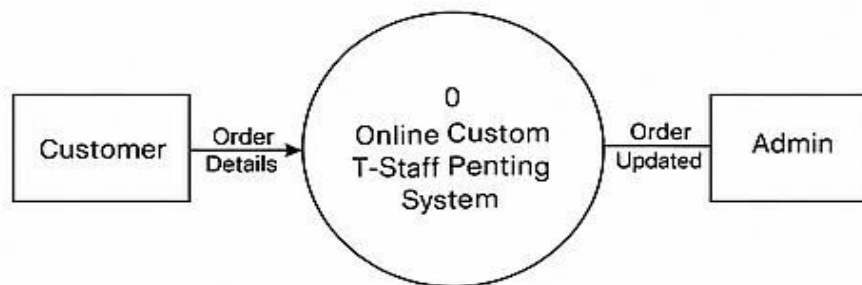 Customer
Order
Details
0
Online Custom
T-Staff Penting
System
Order
Updated
Admin